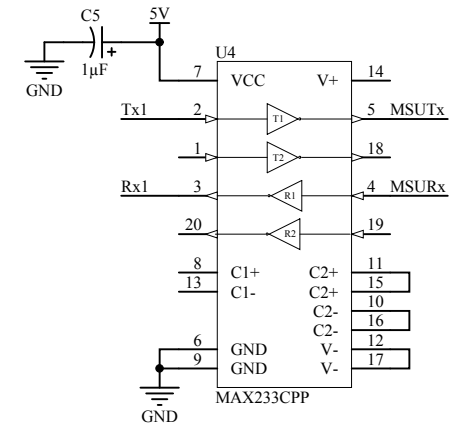 C5
5V
1µF
+
GND
U4
7 VCC V+ 14
Tx1 2 T1 5 MSUTx
1 T2 18
Rx1 3 R1 4 MSURx
20 R2 19
8 C1+ C2+ 11
13 C1- C2+ 15
C2- 10
C2- 16
6 GND V- 12
9 GND V- 17
MAX233CPP
GND